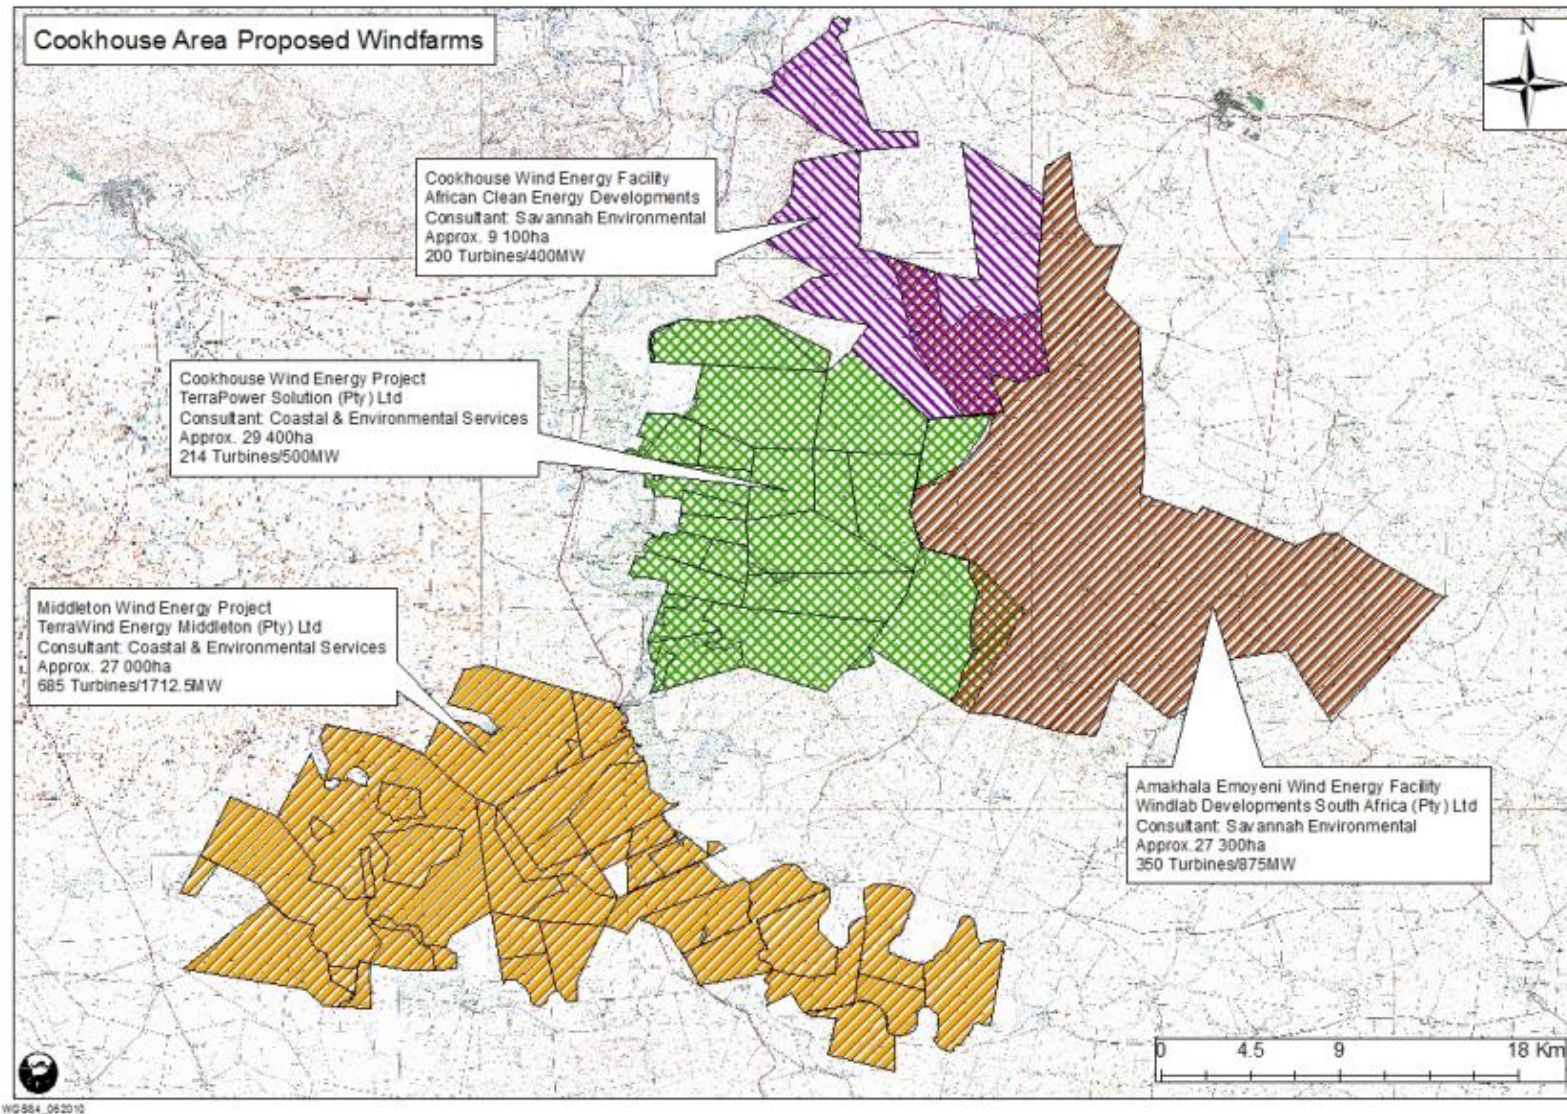 Cookhouse Area Proposed Windfarms
N
Cookhouse Wind Energy Facility
African Clean Energy Developments
Consultant: Savannah Environmental
Approx. 9 100ha
200 Turbines/400MW
Cookhouse Wind Energy Project
TerraPower Solution (Pty) Ltd
Consultant: Coastal & Environmental Services
Approx. 29 400ha
214 Turbines/500MW
Middleton Wind Energy Project
TerraWind Energy Middleton (Pty) Ltd
Consultant: Coastal & Environmental Services
Approx. 27 000ha
685 Turbines/1712.5MW
Amakhala Emoyeni Wind Energy Facility
Windlab Developments South Africa (Pty) Ltd
Consultant: Savannah Environmental
Approx. 27 300ha
350 Turbines/875MW
0 4.5 9 18 Km
WGS84_062010